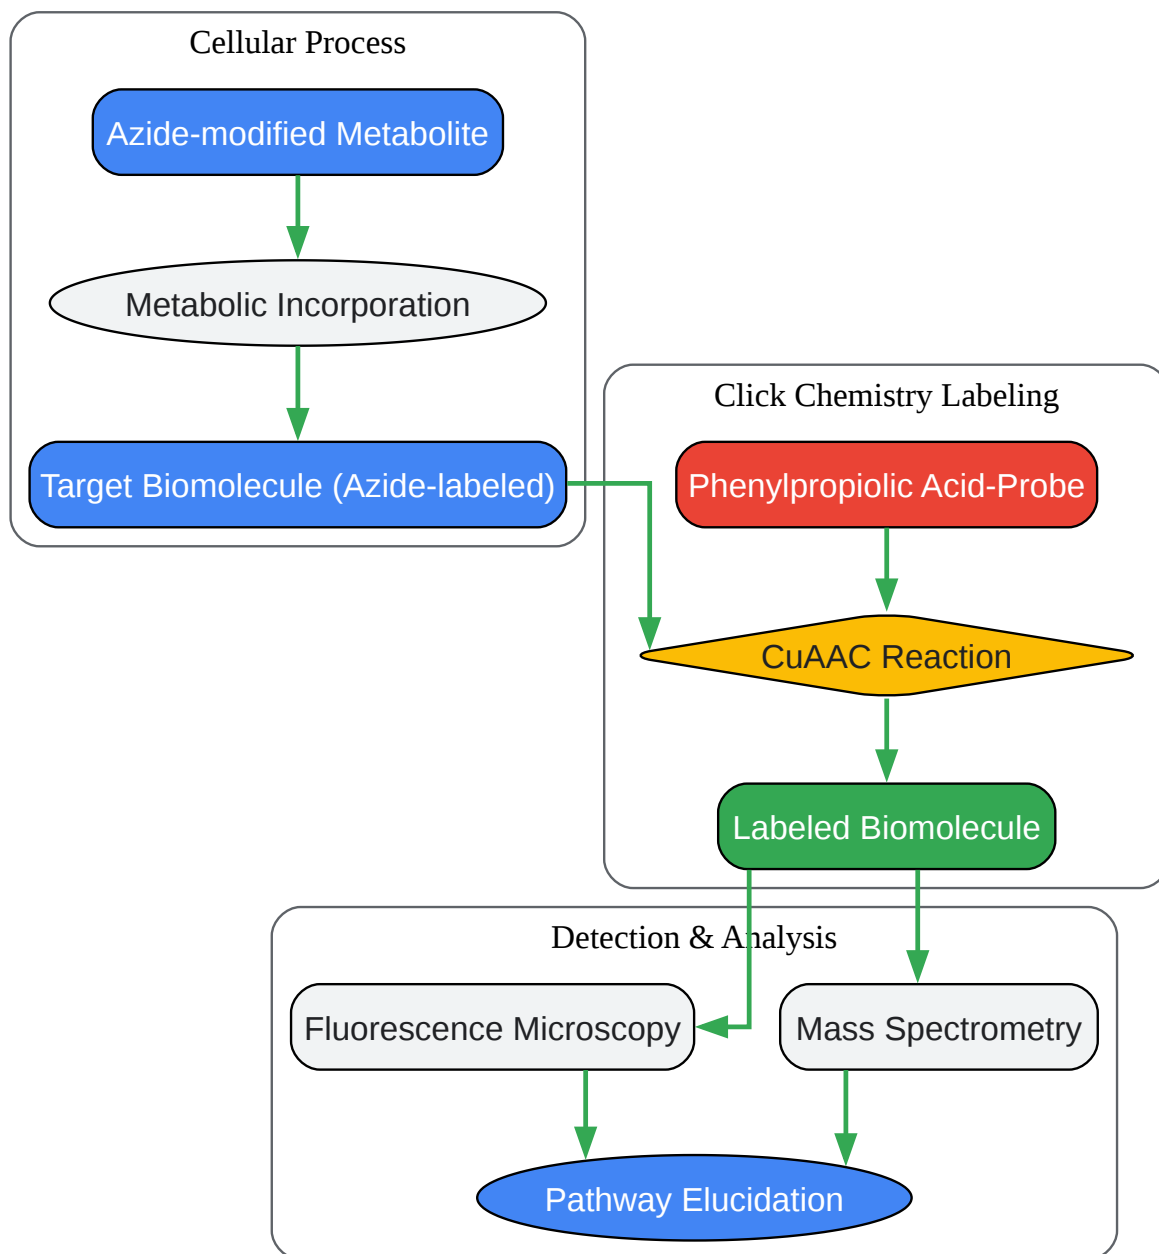 Cellular Process
Azide-modified Metabolite
Metabolic Incorporation
Target Biomolecule (Azide-labeled)
Click Chemistry Labeling
Phenylpropiolic Acid-Probe
CuAAC Reaction
Labeled Biomolecule
Detection & Analysis
Fluorescence Microscopy
Mass Spectrometry
Pathway Elucidation